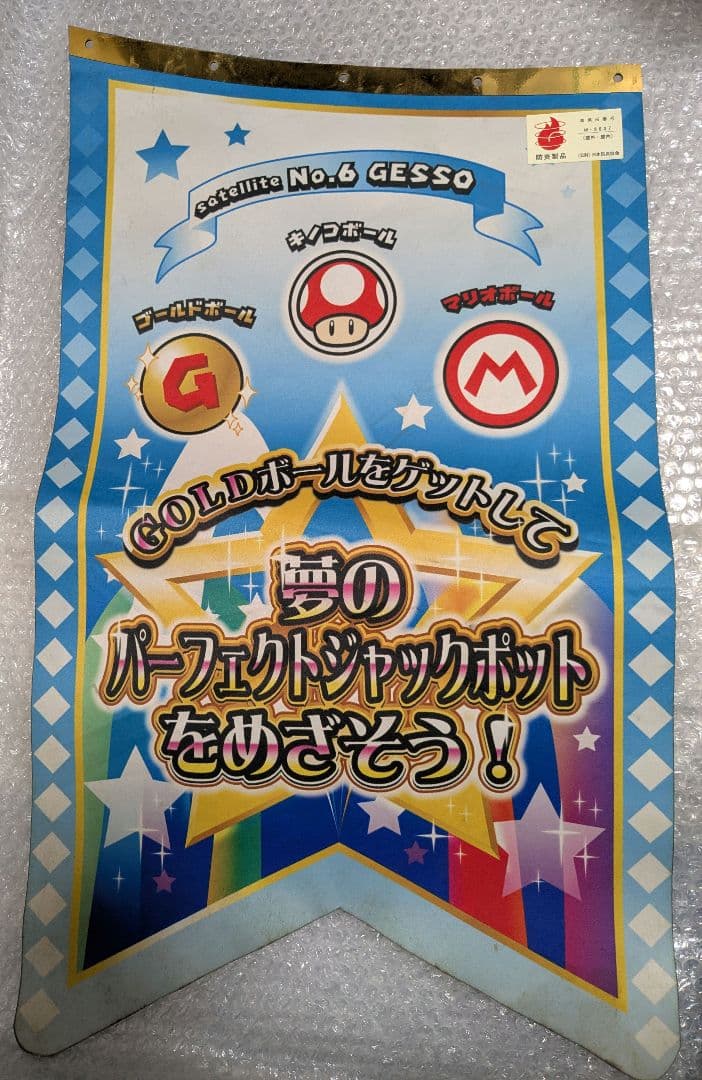 防炎製品
satellite No.6 GESSO
キノコボール
ゴールドボール
マリオボール
G
M
GOLDボールをゲットして
夢の
パーフェクトジャックポット
をめざそう！